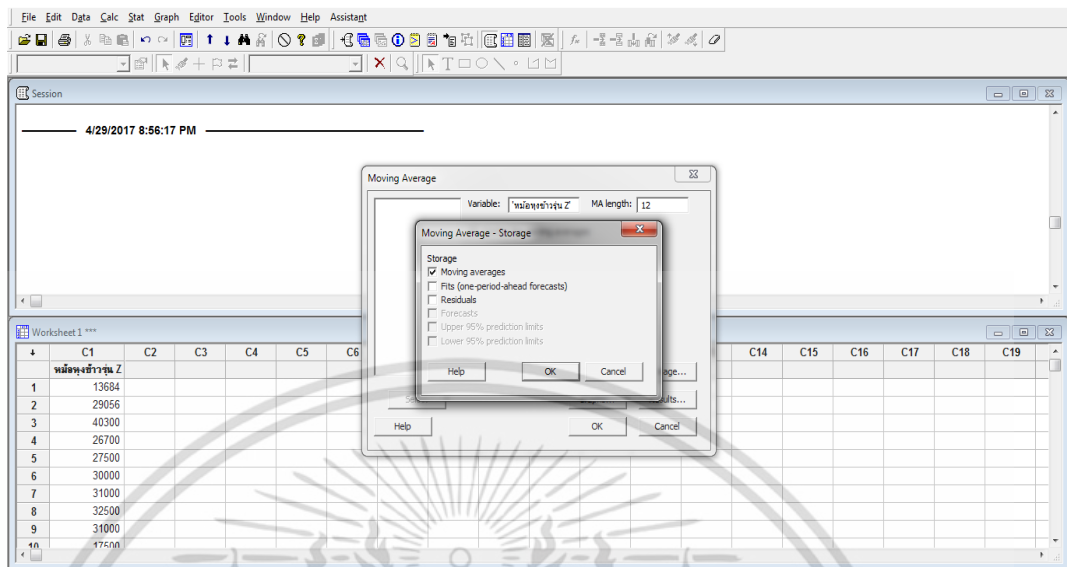 File Edit Data Calc Stat Graph Editor Tools Window Help Assistant
Session
4/29/2017 8:56:17 PM
Moving Average
Variable: 'หม้อหุงข้าวรุ่น Z' MA length: 12
Moving Average - Storage
Storage
Moving averages
Fits (one-period-ahead forecasts)
Residuals
Forecasts
Upper 95% prediction limits
Lower 95% prediction limits
Help OK Cancel
Help OK Cancel
Worksheet 1 ***
C1 C2 C3 C4 C5 C6 C14 C15 C16 C17 C18 C19
หม้อหุงข้าวรุ่น Z
1 13684
2 29056
3 40300
4 26700
5 27500
6 30000
7 31000
8 32500
9 31000
10 17500